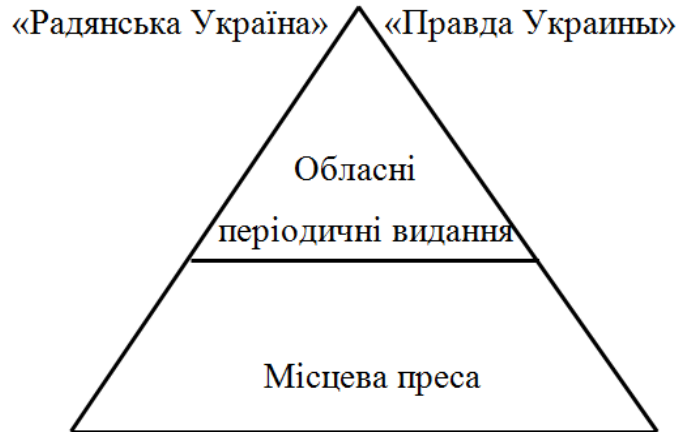 «Радянська Україна» «Правда Украины»
Обласні
періодичні видання
Місцева преса